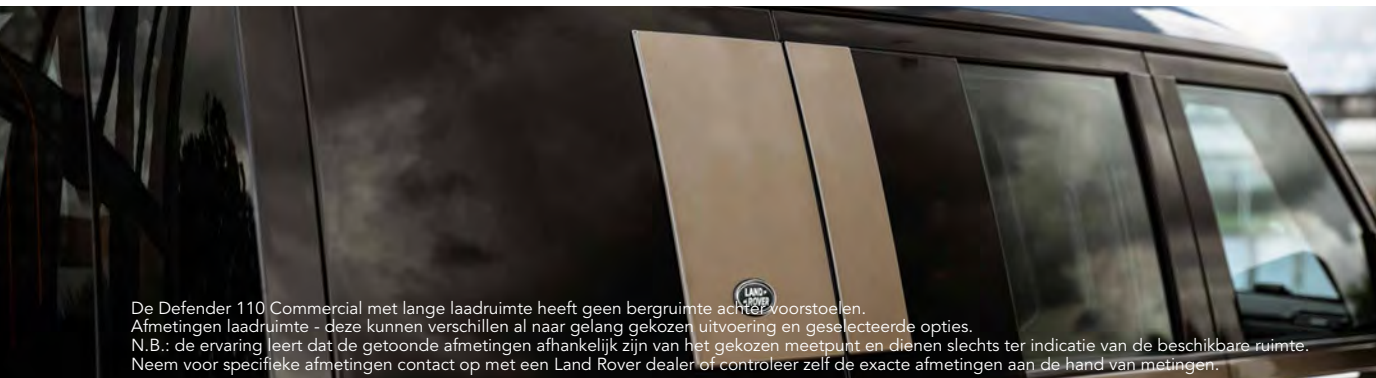 LAND-
-ROVER
De Defender 110 Commercial met lange laadruimte heeft geen bergruimte achter voorstoelen.
Afmetingen laadruimte - deze kunnen verschillen al naar gelang gekozen uitvoering en geselecteerde opties.
N.B.: de ervaring leert dat de getoonde afmetingen afhankelijk zijn van het gekozen meetpunt en dienen slechts ter indicatie van de beschikbare ruimte.
Neem voor specifieke afmetingen contact op met een Land Rover dealer of controleer zelf de exacte afmetingen aan de hand van metingen.